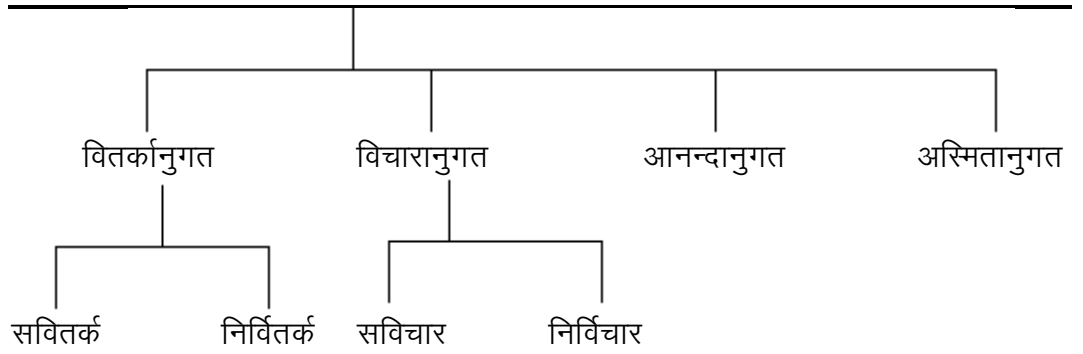 वितर्कानुगत विचारानुगत आनन्दानुगत अस्मितानुगत
सवितर्क निर्वितर्क सविचार निर्विचार